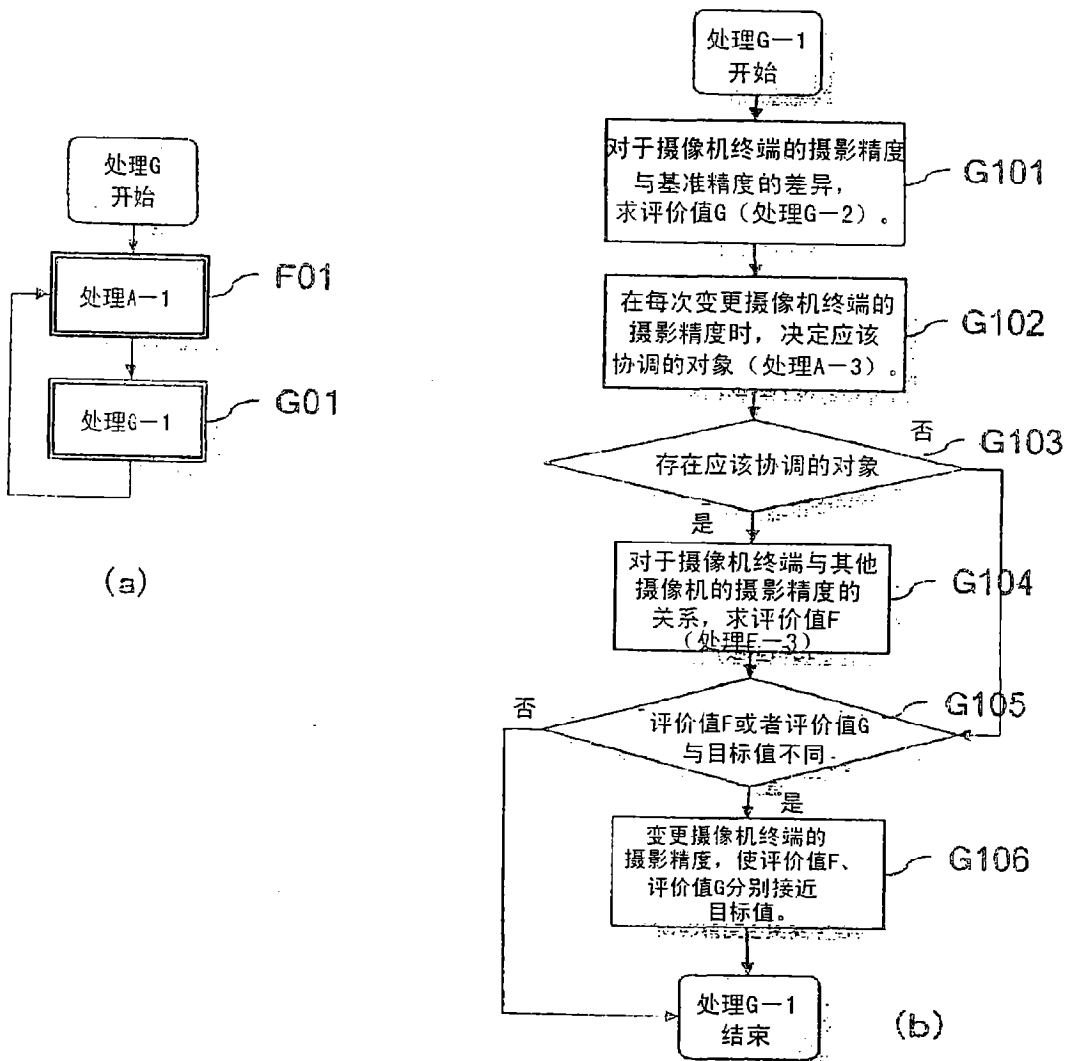 处理G
开始
处理A－1
F01
处理G－1
G01
(a)
处理G－1
开始
对于摄像机终端的摄影精度
与基准精度的差异，
求评价值G（处理G－2）。
G101
在每次变更摄像机终端的
摄影精度时，决定应该
协调的对象（处理A－3）。
G102
否
G103
存在应该协调的对象
是
对于摄像机终端与其他
摄像机的摄影精度的
关系，求评价值F
（处理F－3）
G104
否
G105
评价值F或者评价值G
与目标值不同
是
变更摄像机终端的
摄影精度，使评价值F、
评价值G分别接近
目标值。
G106
处理G－1
结束
(b)